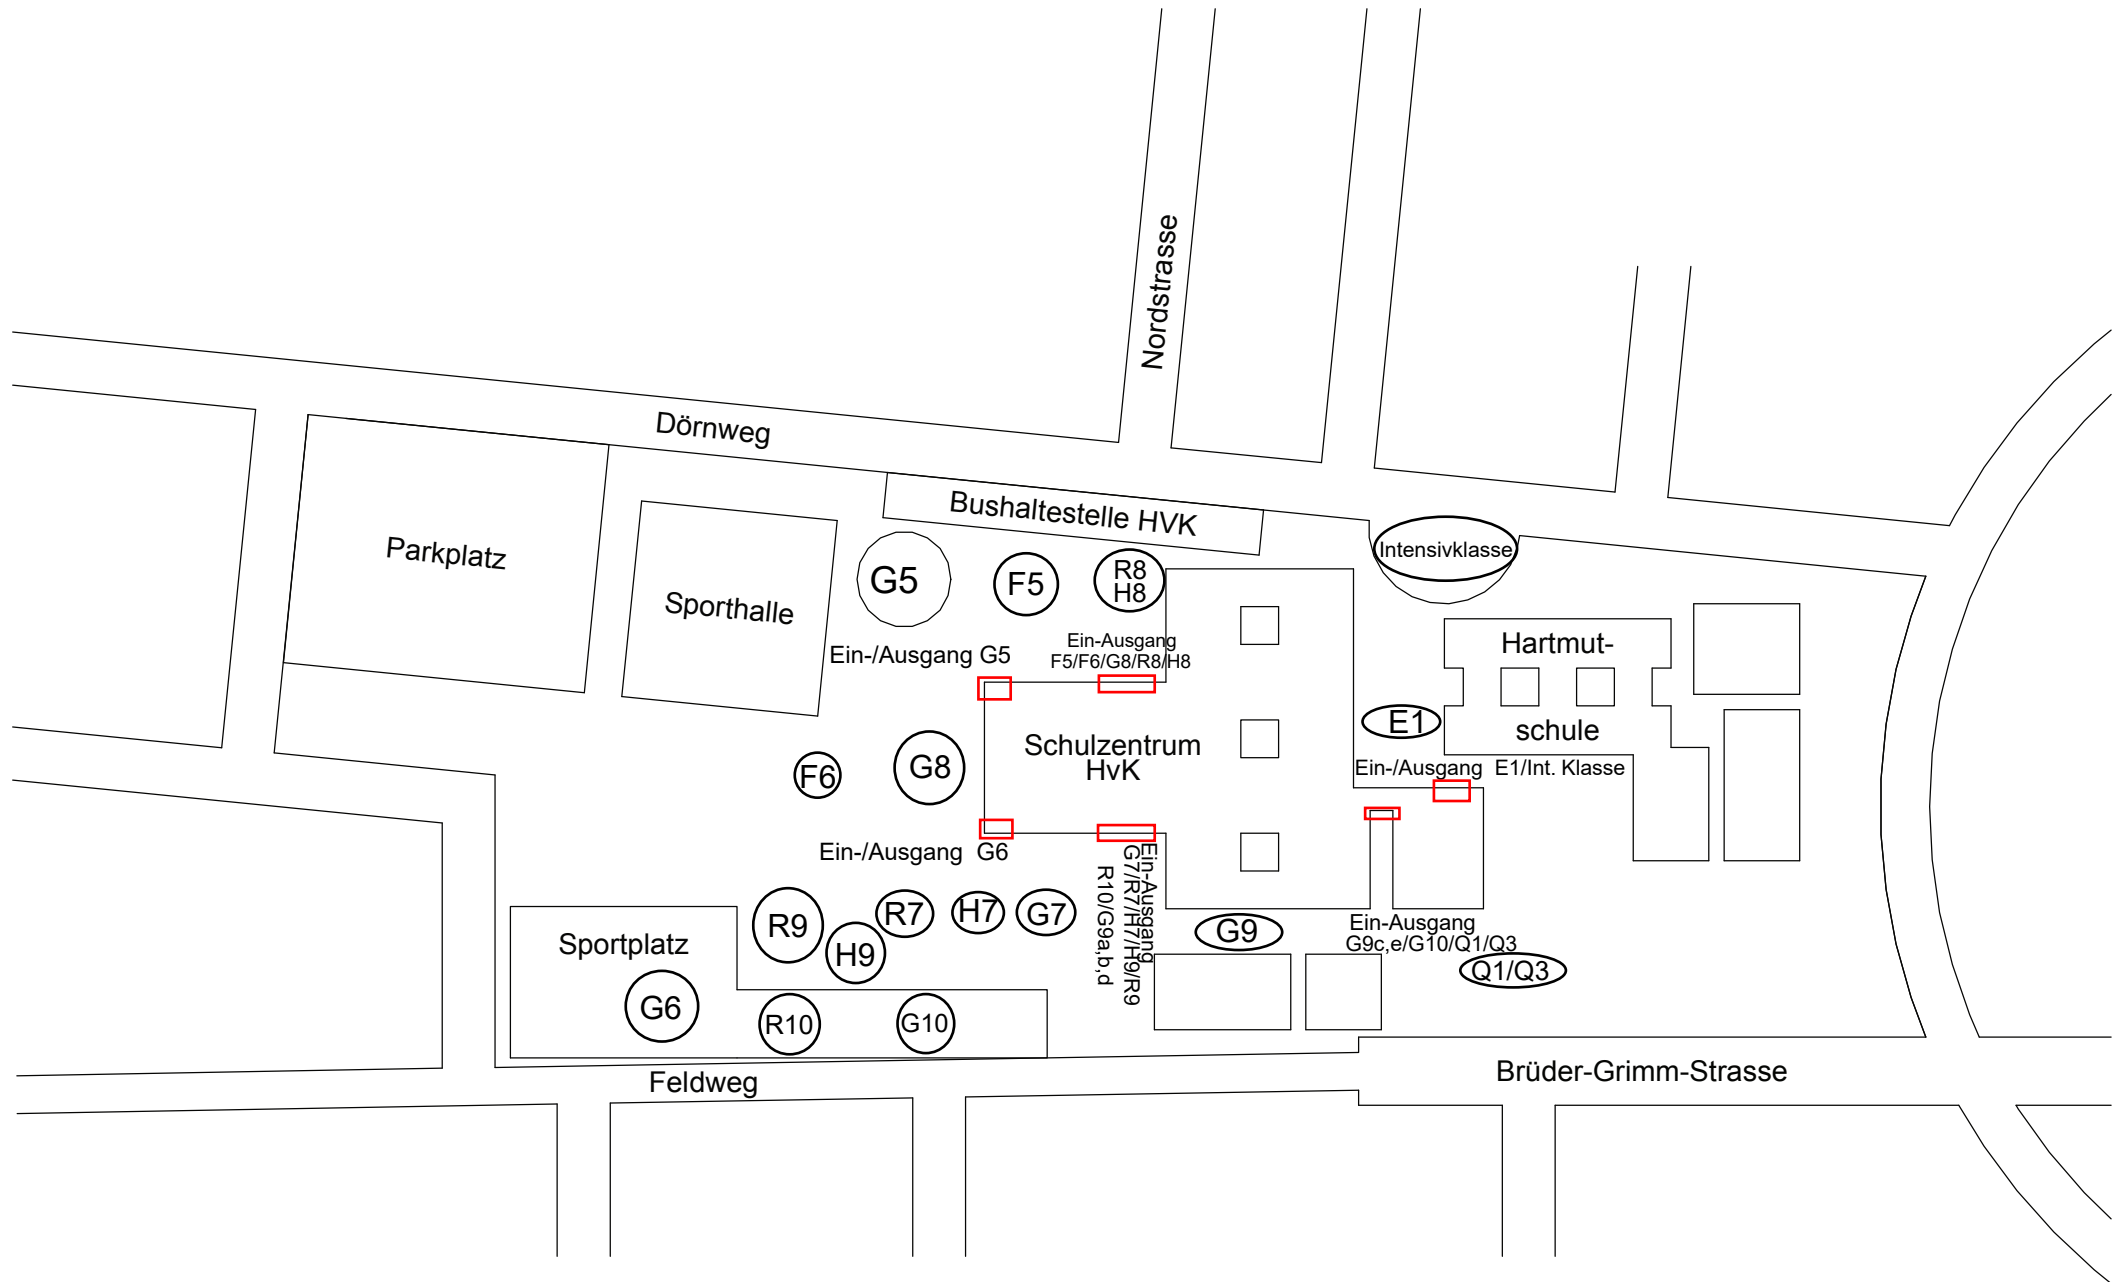 Nordstrasse
Dörnweg
Bushaltestelle HVK
Parkplatz
Sporthalle
G5
F5
R8
H8
Intensivklasse
Ein-/Ausgang G5
Ein-Ausgang
F5/F6/G8/R8/H8
Hartmut-
schule
E1
Schulzentrum
HvK
F6
G8
Ein-/Ausgang E1/Int. Klasse
Ein-/Ausgang G6
Ein-Ausgang
G7/R7/H7/H9/R9
R10/G9a,b,d
R9
H9
R7
H7
G7
G9
Ein-Ausgang
G9c,e/G10/Q1/Q3
Q1/Q3
Sportplatz
G6
R10
G10
Feldweg
Brüder-Grimm-Strasse